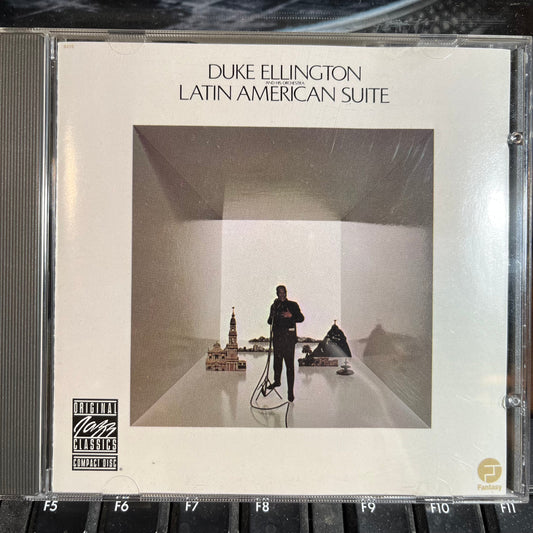 DUKE ELLINGTON
AND HIS ORCHESTRA
LATIN AMERICAN SUITE
ORIGINAL
Jazz
CLASSICS
COMPACT DISC
Fantasy
F5 F6 F7 F8 F9 F10 F11